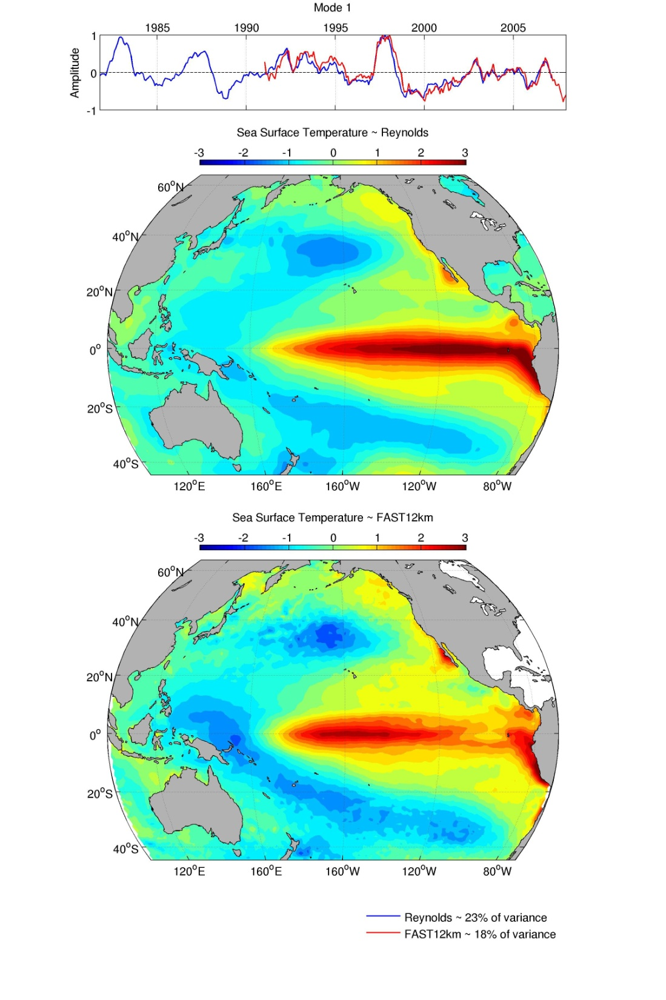 Mode 1
1985 1990 1995 2000 2005
1
0
-1
Amplitude
Sea Surface Temperature ~ Reynolds
-3 -2 -1 0 1 2 3
60°N
40°N
20°N
0°
20°S
40°S
120°E 160°E 160°W 120°W 80°W
Sea Surface Temperature ~ FAST12km
-3 -2 -1 0 1 2 3
60°N
40°N
20°N
0°
20°S
40°S
120°E 160°E 160°W 120°W 80°W
Reynolds ~ 23% of variance
FAST12km ~ 18% of variance